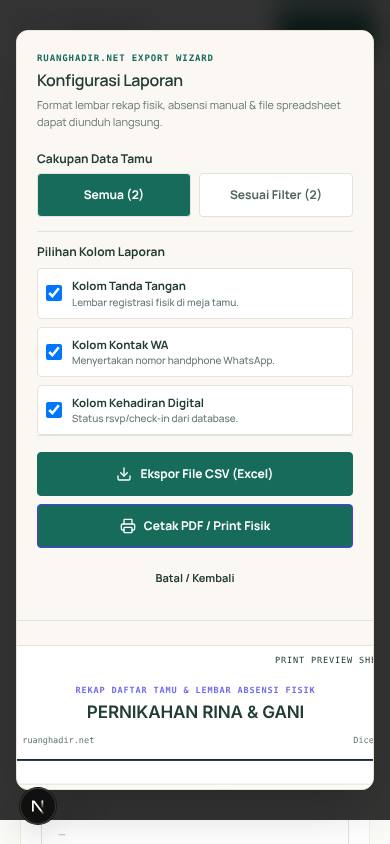 RUANGHADIR.NET EXPORT WIZARD
Konfigurasi Laporan
Format lembar rekap fisik, absensi manual & file spreadsheet
dapat diunduh langsung.
Cakupan Data Tamu
Semua (2)
Sesuai Filter (2)
Pilihan Kolom Laporan
Kolom Tanda Tangan
Lembar registrasi fisik di meja tamu.
Kolom Kontak WA
Menyertakan nomor handphone WhatsApp.
Kolom Kehadiran Digital
Status rsvp/check-in dari database.
Ekspor File CSV (Excel)
Cetak PDF / Print Fisik
Batal / Kembali
PRINT PREVIEW SHE
REKAP DAFTAR TAMU & LEMBAR ABSENSI FISIK
PERNIKAHAN RINA & GANI
ruanghadir.net
Dice
N